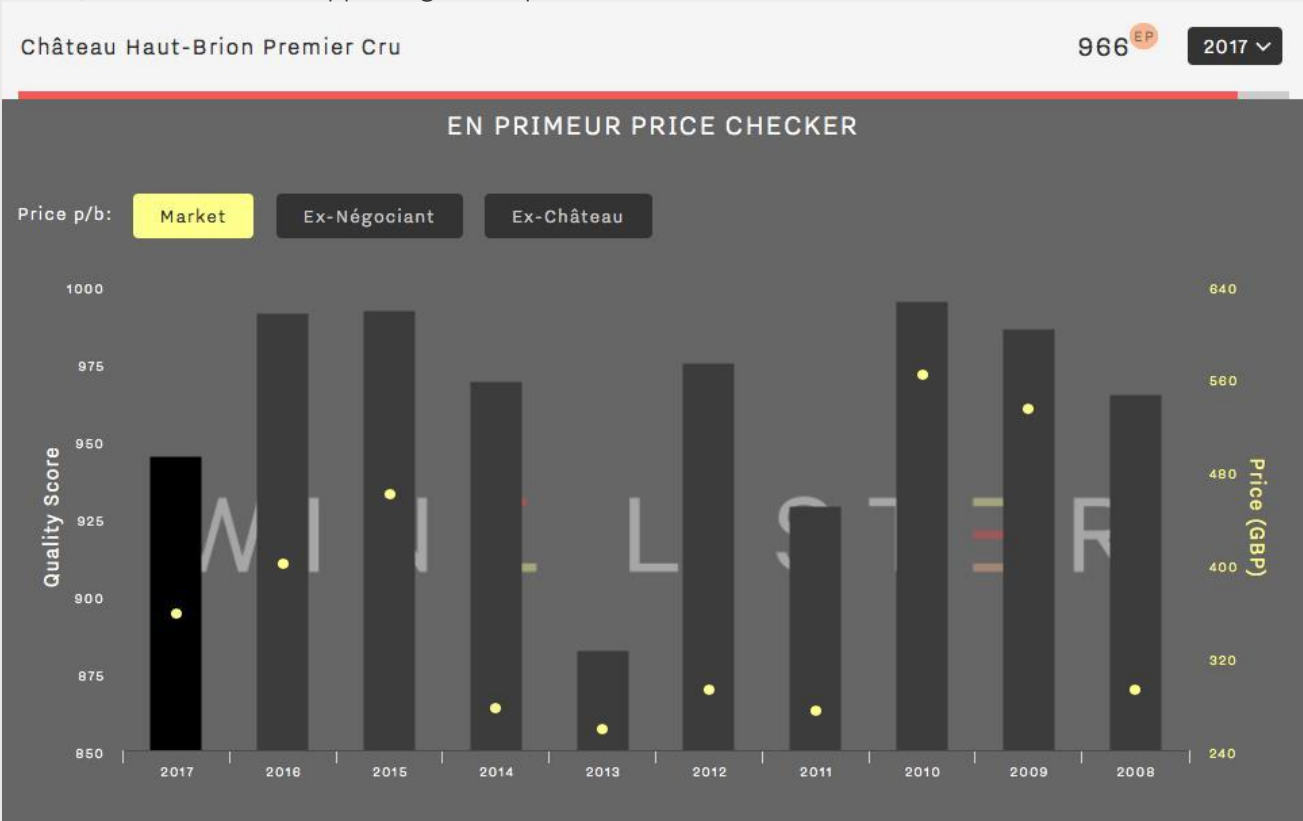 Château Haut-Brion Premier Cru 966 EP 2017
EN PRIMEUR PRICE CHECKER
Price p/b: Market Ex-Négociant Ex-Château
1000 640
975 560
950 480
925 400
900 320
875 240
850
Quality Score
Price (GBP)
WINE LISTER
2017 2016 2015 2014 2013 2012 2011 2010 2009 2008